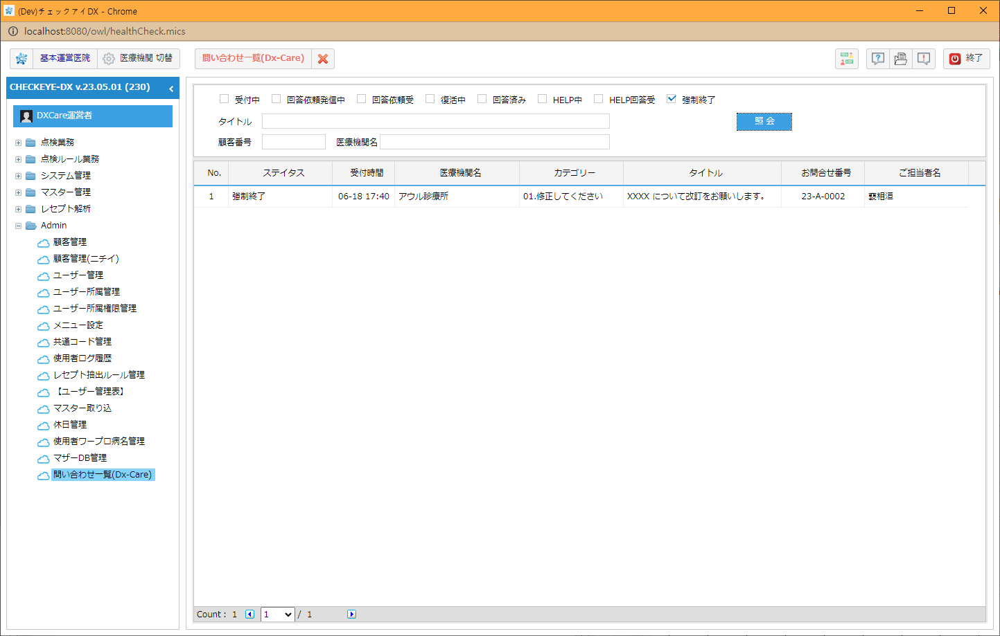 (Dev)チェックアイDX - Chrome
localhost:8080/owl/healthCheck.mics
基本運営医院 医療機関 切替 問い合わせ一覧(Dx-Care) 終了
CHECKEYE-DX v.23.05.01 (230)
DXCare運営者
点検業務
点検ルール業務
システム管理
マスター管理
レセプト解析
Admin
顧客管理
顧客管理(ニチイ)
ユーザー管理
ユーザー所属管理
ユーザー所属権限管理
メニュー設定
共通コード管理
使用者ログ履歴
レセプト抽出ルール管理
【ユーザー管理表】
マスター取り込
休日管理
使用者ワープロ病名管理
マザーDB管理
問い合わせ一覧(Dx-Care)
受付中 回答依頼発信中 回答依頼受 復活中 回答済み HELP中 HELP回答受 強制終了
タイトル 照 会
顧客番号 医療機関名
No. ステイタス 受付時間 医療機関名 カテゴリー タイトル お問合せ番号 ご担当者名
1 強制終了 06-18 17:40 アウル診療所 01.修正してください XXXX について改訂をお願いします。 23-A-0002 襄相洹
Count : 1 1 / 1